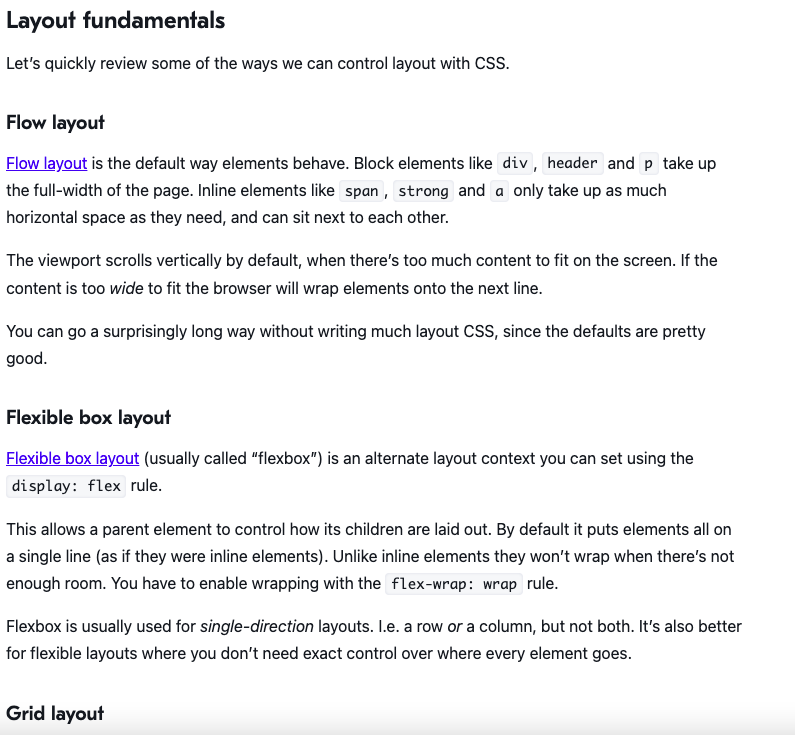 Layout fundamentals
Let’s quickly review some of the ways we can control layout with CSS.
Flow layout
Flow layout is the default way elements behave. Block elements like div, header and p take up
the full-width of the page. Inline elements like span, strong and a only take up as much
horizontal space as they need, and can sit next to each other.
The viewport scrolls vertically by default, when there’s too much content to fit on the screen. If the
content is too wide to fit the browser will wrap elements onto the next line.
You can go a surprisingly long way without writing much layout CSS, since the defaults are pretty
good.
Flexible box layout
Flexible box layout (usually called “flexbox”) is an alternate layout context you can set using the
display: flex rule.
This allows a parent element to control how its children are laid out. By default it puts elements all on
a single line (as if they were inline elements). Unlike inline elements they won’t wrap when there’s not
enough room. You have to enable wrapping with the flex-wrap: wrap rule.
Flexbox is usually used for single-direction layouts. I.e. a row or a column, but not both. It’s also better
for flexible layouts where you don’t need exact control over where every element goes.
Grid layout